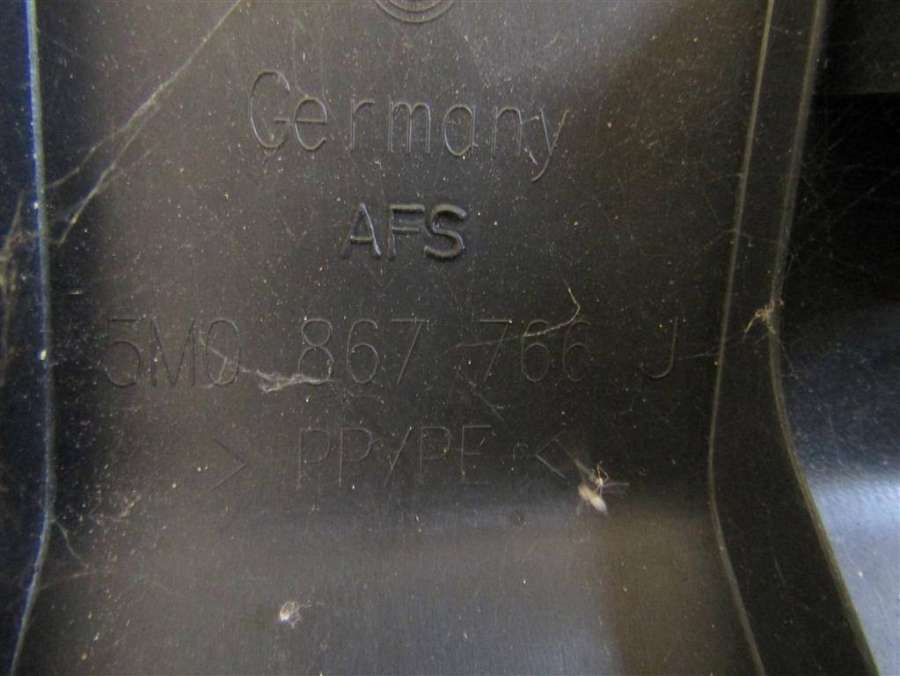 Germany
AFS
5M0 867 766 J
> PP/PE <